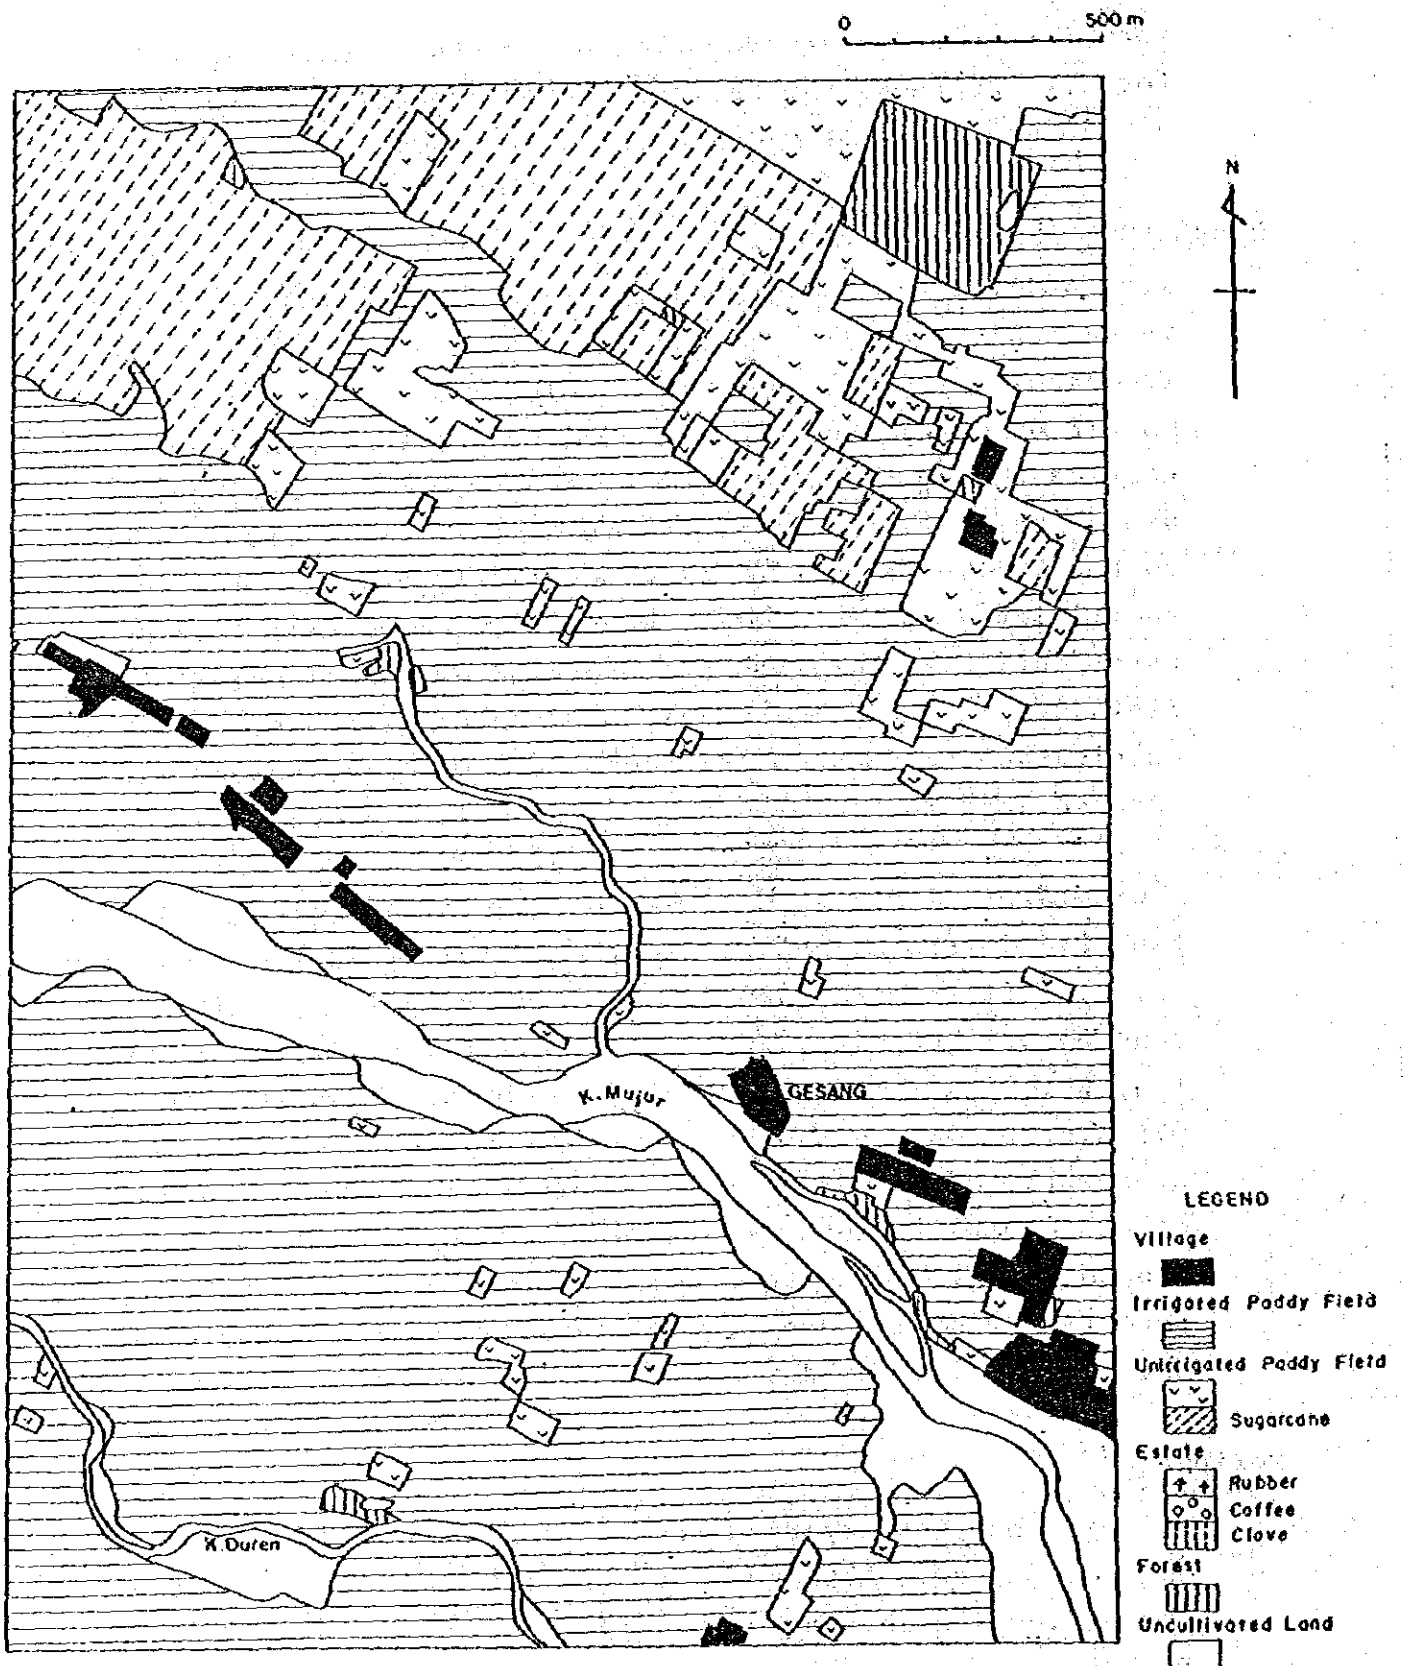 0 500 m
N
K. Mujur
GESANG
K. Duren
LEGEND
Village
Irrigated Paddy Field
Unirrigated Paddy Field
Sugarcane
Estate
Rubber
Coffee
Clove
Forest
Uncultivated Land